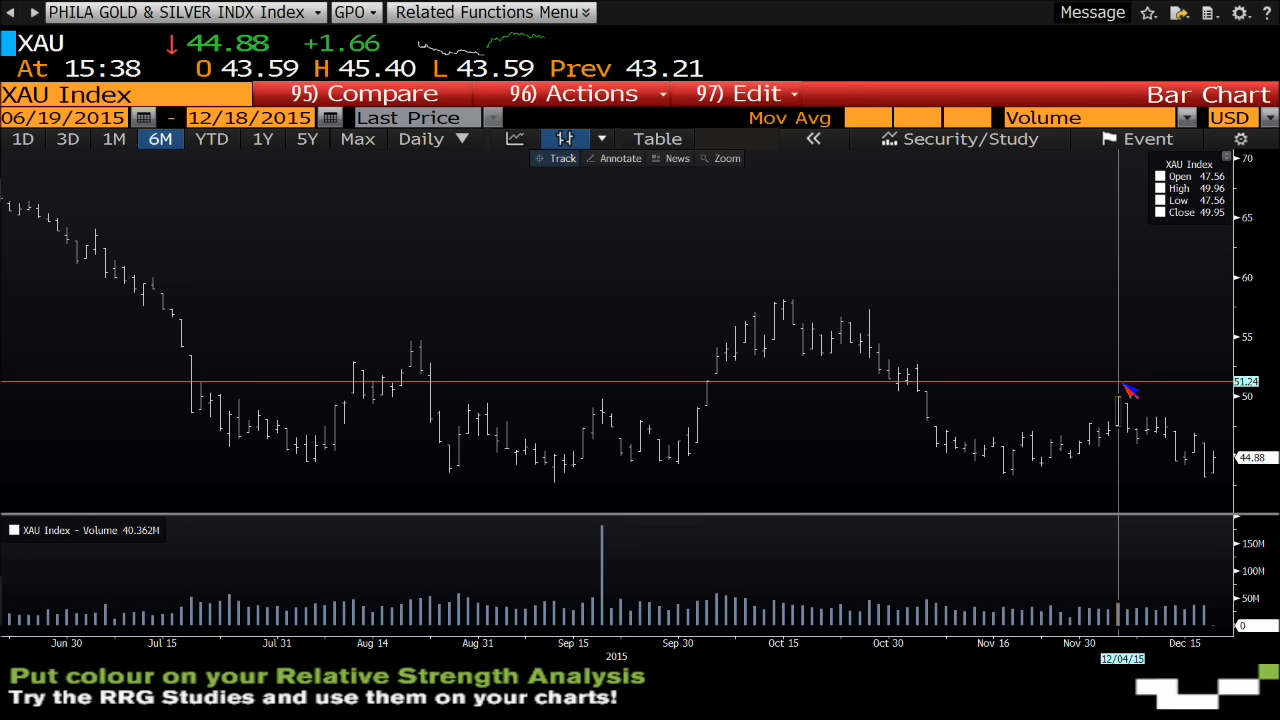 PHILA GOLD & SILVER INDX Index GPO Related Functions Menu Message ?
XAU 44.88 +1.66
At 15:38 O 43.59 H 45.40 L 43.59 Prev 43.21
XAU Index 95) Compare 96) Actions 97) Edit Bar Chart
06/19/2015 - 12/18/2015 Last Price Mov Avg Volume USD
1D 3D 1M 6M YTD 1Y 5Y Max Daily Table Security/Study Event
Track Annotate News Zoom
XAU Index
Open 47.56
High 49.96
Low 47.56
Close 49.95
70
65
60
55
51.24
50
44.88
XAU Index - Volume 40.362M
150M
100M
50M
0
Jun 30 Jul 15 Jul 31 Aug 14 Aug 31 Sep 15 Sep 30 Oct 15 Oct 30 Nov 16 Nov 30 Dec 15
2015
12/04/15
Put colour on your Relative Strength Analysis
Try the RRG Studies and use them on your charts!